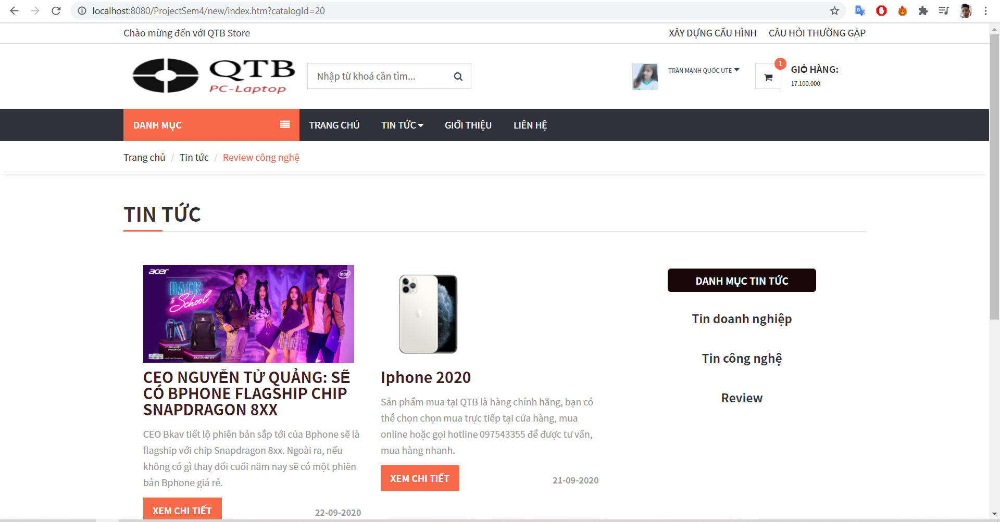 localhost:8080/ProjectSem4/new/index.htm?catalogId=20
Chào mừng đến với QTB Store
XÂY DỰNG CẤU HÌNH
CÂU HỎI THƯỜNG GẶP
QTB
PC-Laptop
Nhập từ khoá cần tìm...
TRẦN MẠNH QUỐC UTE
1
GIỎ HÀNG:
17.100.000
DANH MỤC
TRANG CHỦ
TIN TỨC
GIỚI THIỆU
LIÊN HỆ
Trang chủ / Tin tức / Review công nghệ
TIN TỨC
acer
intel
BACK
to School
CEO NGUYỄN TỬ QUẢNG: SẼ
CÓ BPHONE FLAGSHIP CHIP
SNAPDRAGON 8XX
CEO Bkav tiết lộ phiên bản sắp tới của Bphone sẽ là
flagship với chip Snapdragon 8xx. Ngoài ra, nếu
không có gì thay đổi cuối năm nay sẽ có một phiên
bản Bphone giá rẻ.
XEM CHI TIẾT
22-09-2020
Iphone 2020
Sản phẩm mua tại QTB là hàng chính hãng, bạn có
thể chọn chọn mua trực tiếp tại cửa hàng, mua
online hoặc gọi hotline 097543355 để được tư vấn,
mua hàng nhanh.
XEM CHI TIẾT
21-09-2020
DANH MỤC TIN TỨC
Tin doanh nghiệp
Tin công nghệ
Review